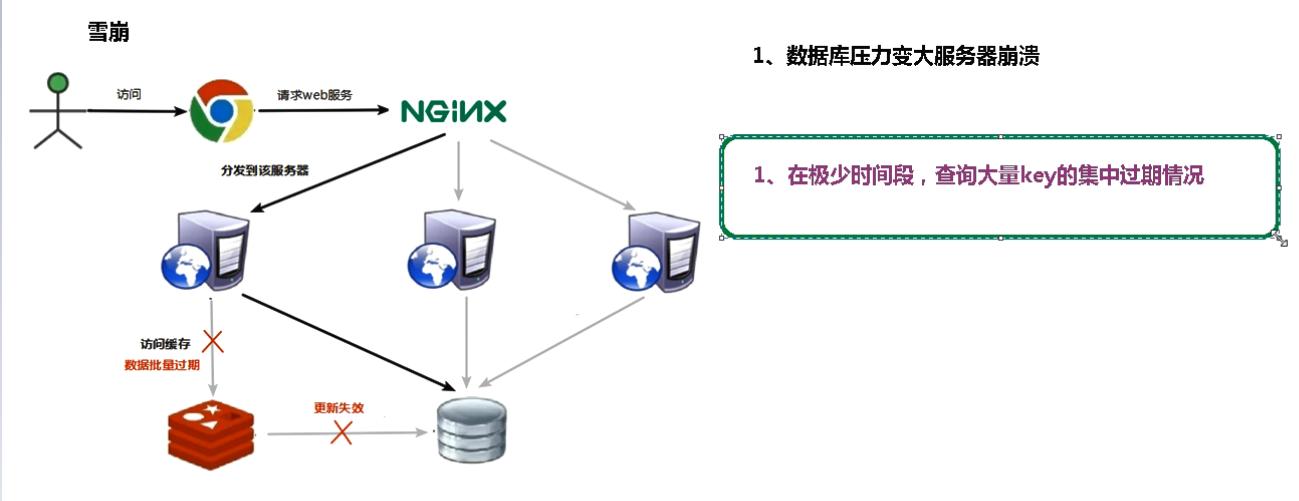 雪崩
1、数据库压力变大服务器崩溃
访问
请求web服务
NGINX
1、在极少时间段，查询大量key的集中过期情况
分发到该服务器
访问缓存
数据批量过期
更新失效